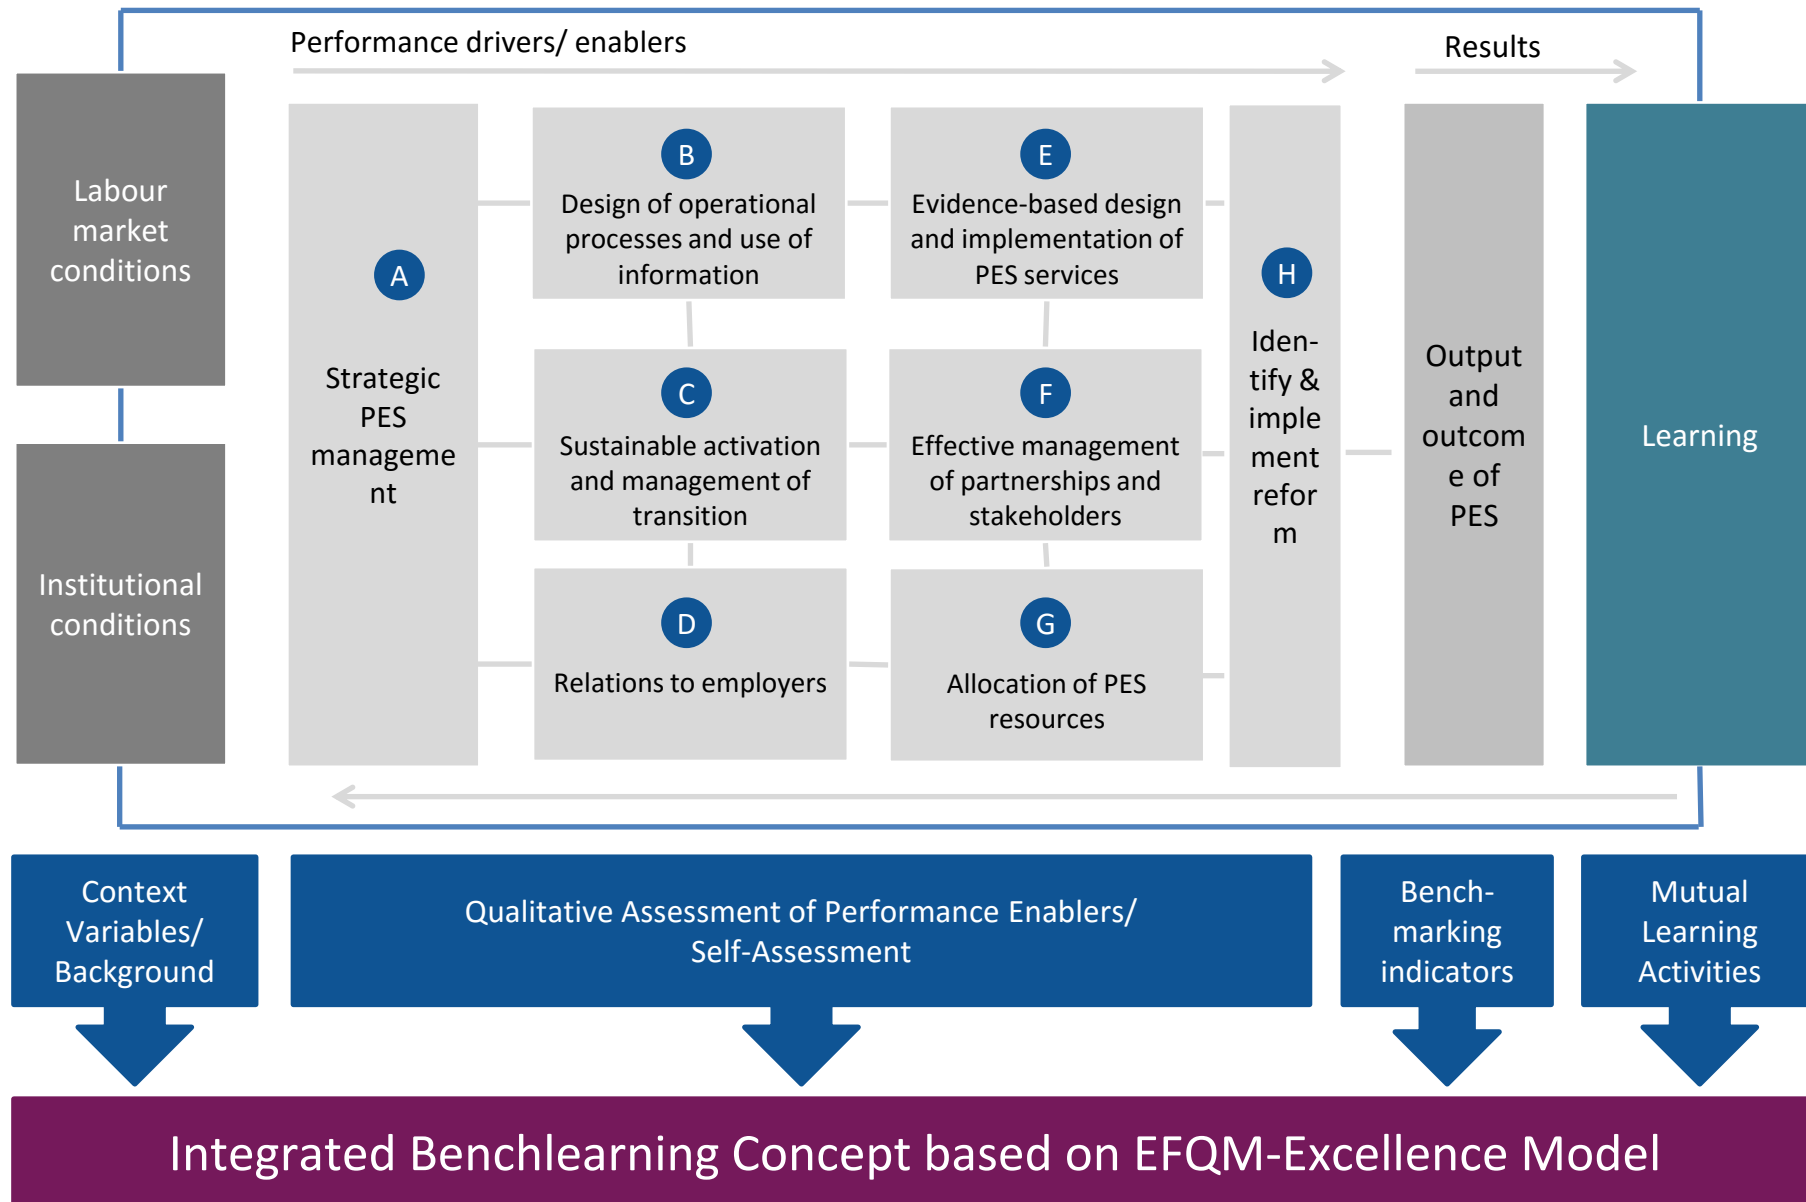 Performance drivers/ enablers
Results
Labour
market
conditions
Institutional
conditions
A
Strategic
PES
manageme
nt
B
Design of operational
processes and use of
information
C
Sustainable activation
and management of
transition
D
Relations to employers
E
Evidence-based design
and implementation of
PES services
F
Effective management
of partnerships and
stakeholders
G
Allocation of PES
resources
H
Iden-
tify &
imple
ment
refor
m
Output
and
outcom
e of
PES
Learning
Context
Variables/
Background
Qualitative Assessment of Performance Enablers/
Self-Assessment
Bench-
marking
indicators
Mutual
Learning
Activities
Integrated Benchlearning Concept based on EFQM-Excellence Model